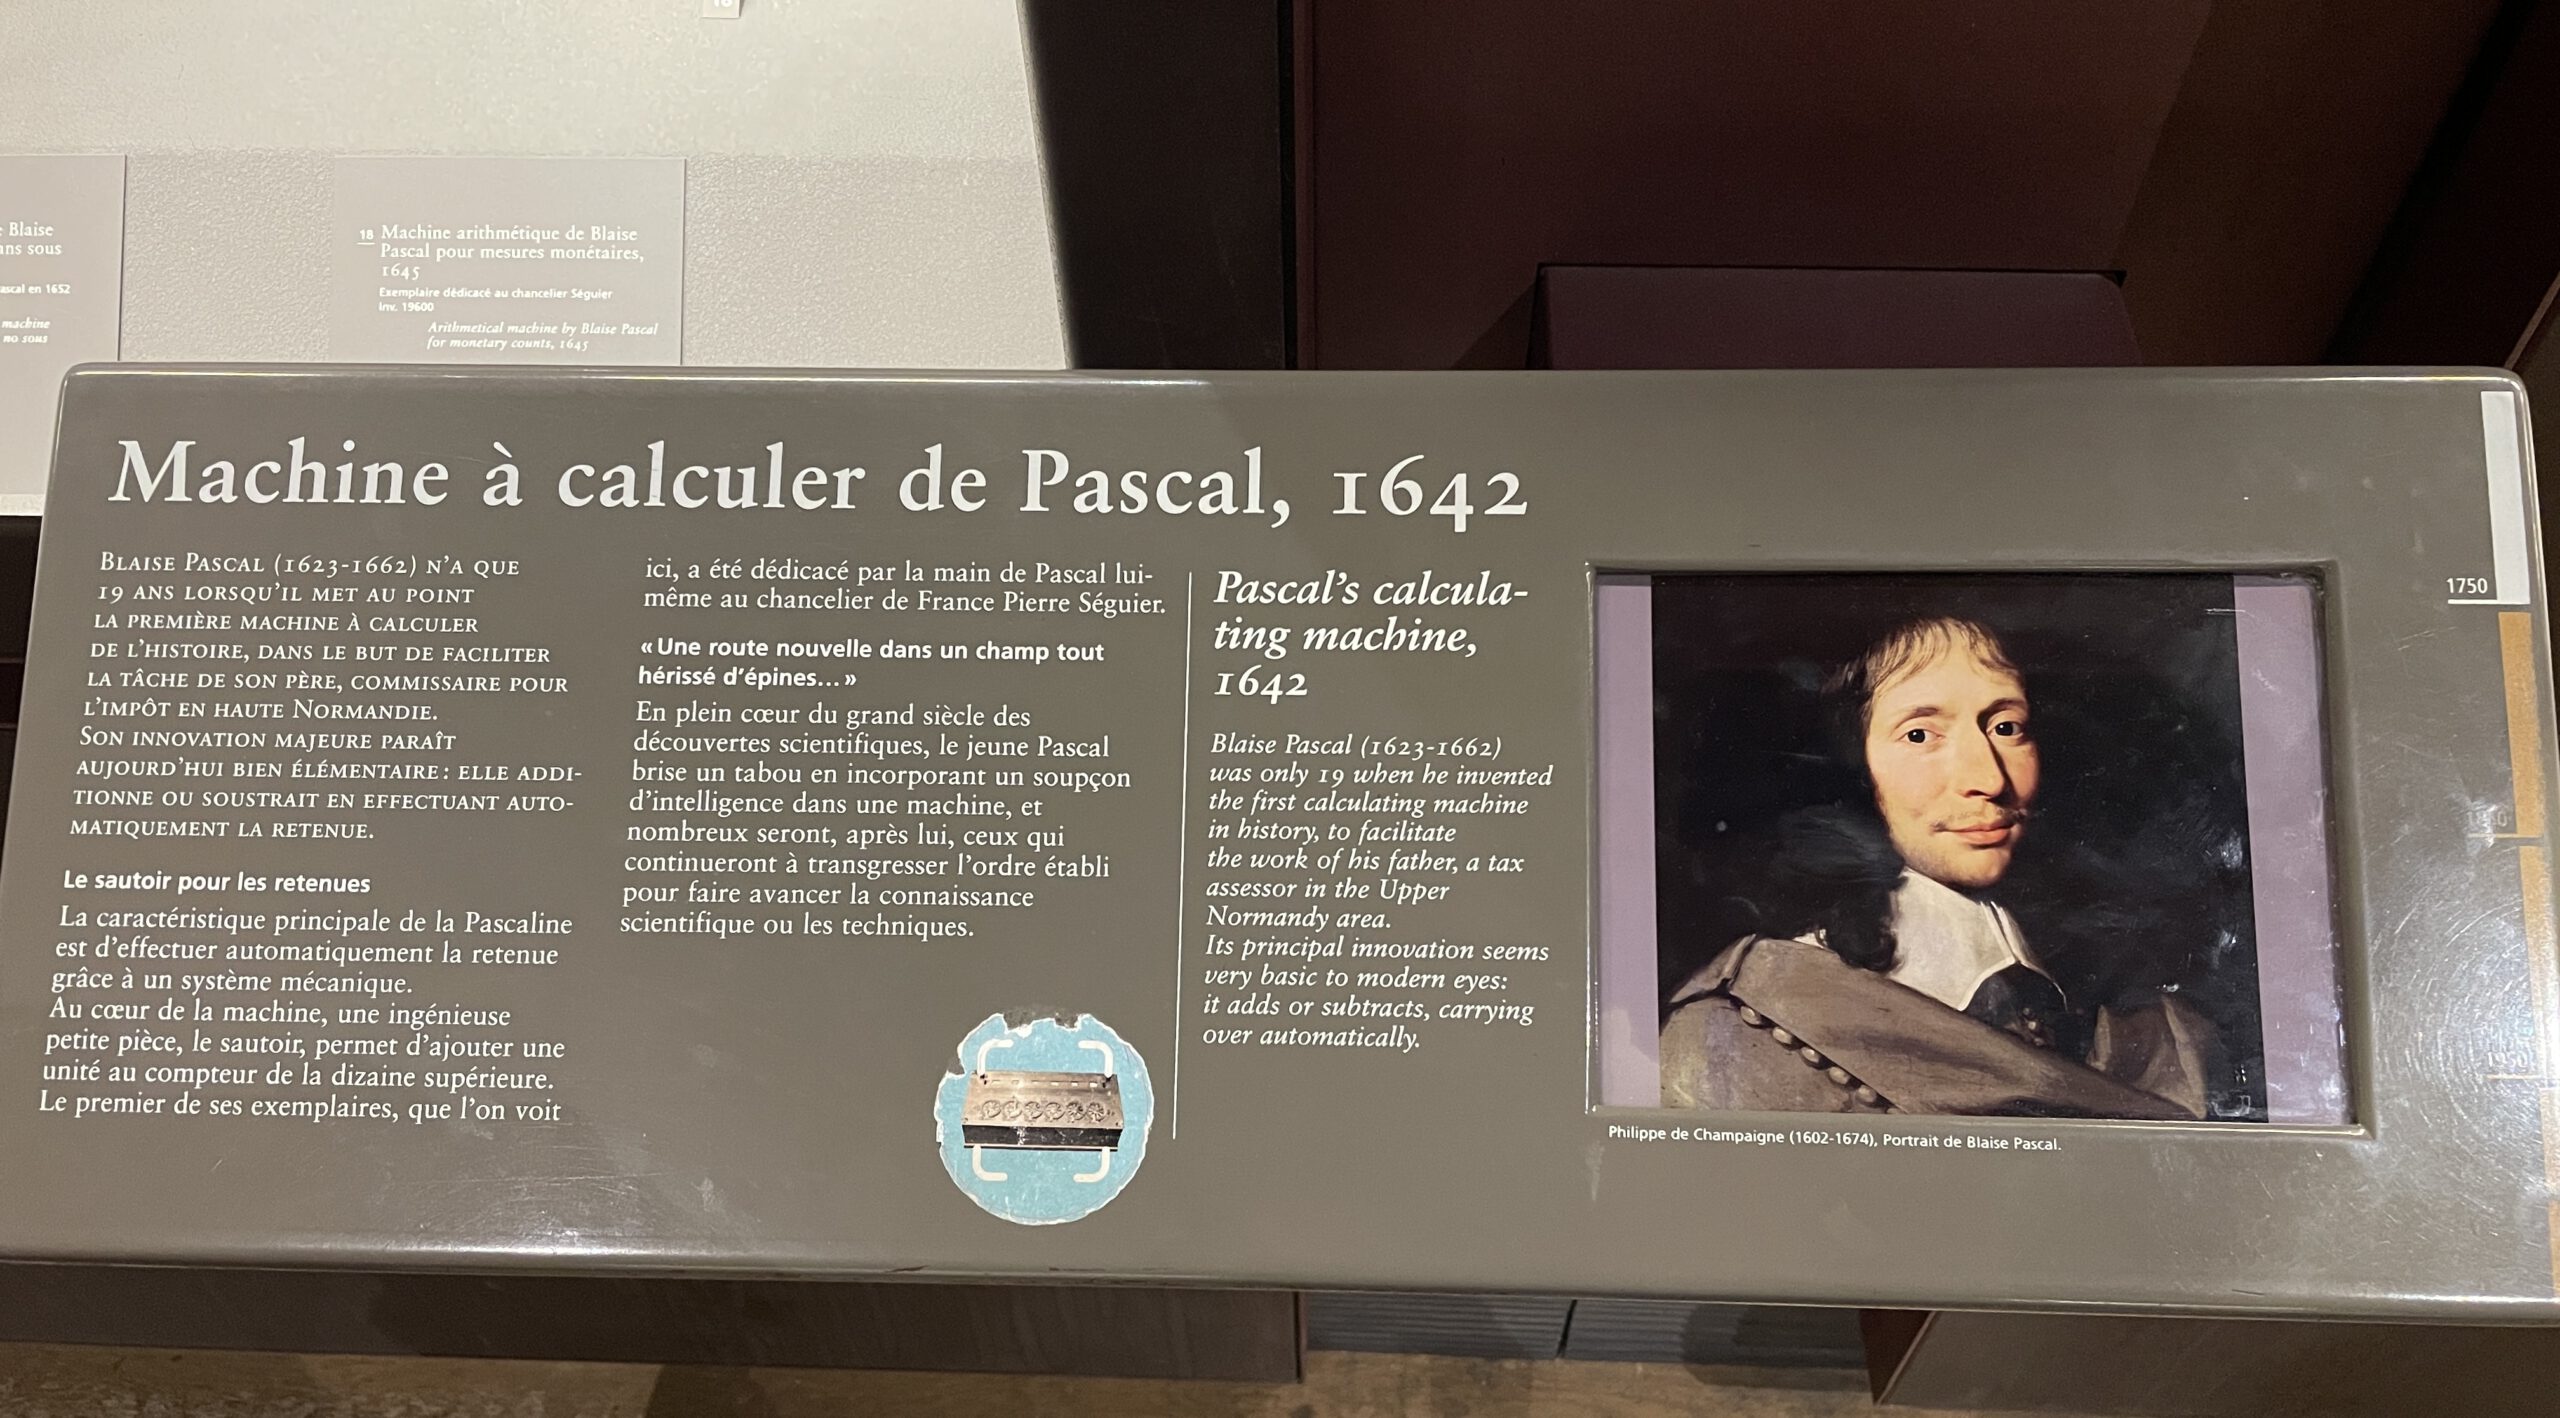 18
Blaise
ans sous
ascal en 1652
machine
no sous
18 Machine arithmétique de Blaise
Pascal pour mesures monétaires,
1645
Exemplaire dédicacé au chancelier Séguier
Inv. 19600
Arithmetical machine by Blaise Pascal
for monetary counts, 1645
Machine à calculer de Pascal, 1642
BLAISE PASCAL (1623-1662) N'A QUE
19 ANS LORSQU'IL MET AU POINT
LA PREMIÈRE MACHINE À CALCULER
DE L'HISTOIRE, DANS LE BUT DE FACILITER
LA TÂCHE DE SON PÈRE, COMMISSAIRE POUR
L'IMPÔT EN HAUTE NORMANDIE.
SON INNOVATION MAJEURE PARAÎT
AUJOURD'HUI BIEN ÉLÉMENTAIRE : ELLE ADDI-
TIONNE OU SOUSTRAIT EN EFFECTUANT AUTO-
MATIQUEMENT LA RETENUE.
Le sautoir pour les retenues
La caractéristique principale de la Pascaline
est d'effectuer automatiquement la retenue
grâce à un système mécanique.
Au cœur de la machine, une ingénieuse
petite pièce, le sautoir, permet d'ajouter une
unité au compteur de la dizaine supérieure.
Le premier de ses exemplaires, que l'on voit
ici, a été dédicacé par la main de Pascal lui-
même au chancelier de France Pierre Séguier.
« Une route nouvelle dans un champ tout
hérissé d'épines... »
En plein cœur du grand siècle des
découvertes scientifiques, le jeune Pascal
brise un tabou en incorporant un soupçon
d'intelligence dans une machine, et
nombreux seront, après lui, ceux qui
continueront à transgresser l'ordre établi
pour faire avancer la connaissance
scientifique ou les techniques.
Pascal's calcula-
ting machine,
1642
Blaise Pascal (1623-1662)
was only 19 when he invented
the first calculating machine
in history, to facilitate
the work of his father, a tax
assessor in the Upper
Normandy area.
Its principal innovation seems
very basic to modern eyes:
it adds or subtracts, carrying
over automatically.
Philippe de Champaigne (1602-1674), Portrait de Blaise Pascal.
1750
1850
1950